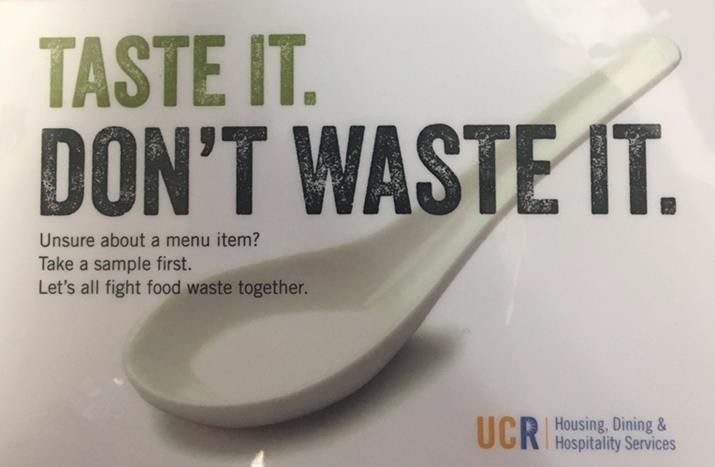 TASTE IT.
DON'T WASTE IT.
Unsure about a menu item?
Take a sample first.
Let's all fight food waste together.
UCR Housing, Dining &
Hospitality Services